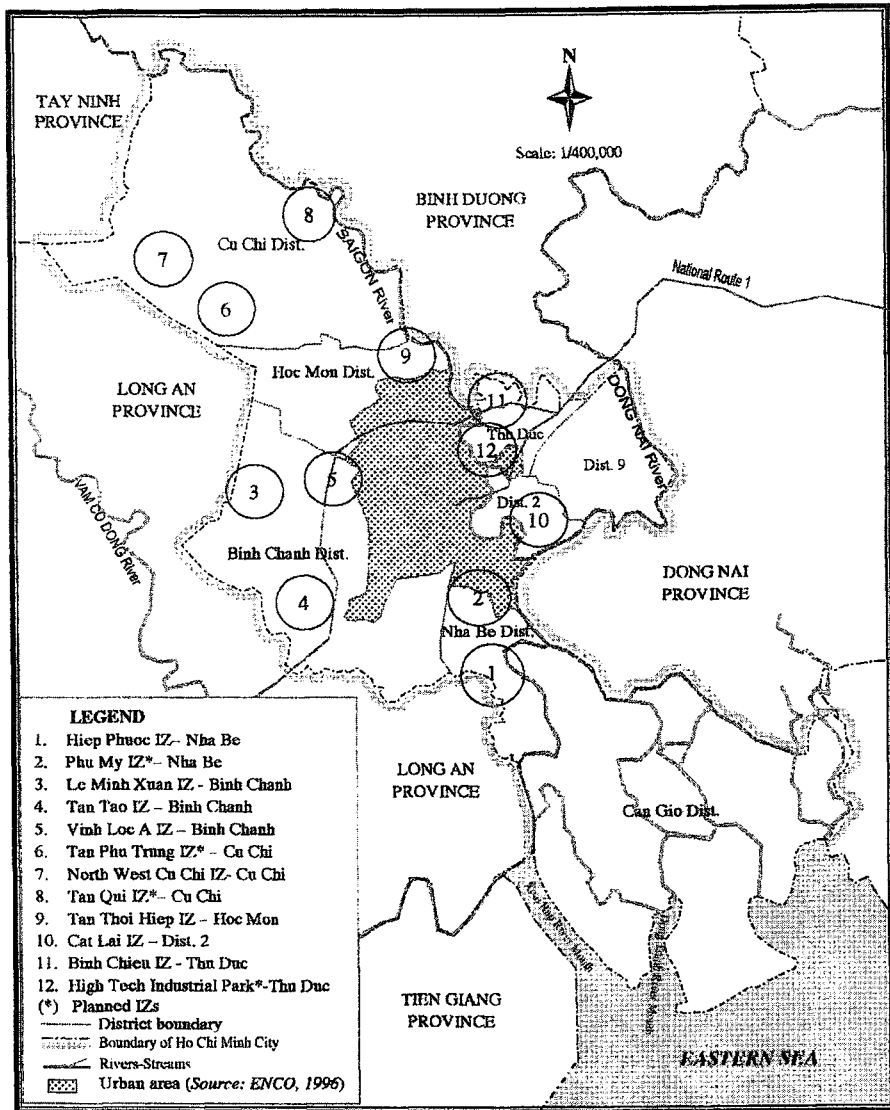 N
TAY NINH
PROVINCE
Scale: 1/400,000
BINH DUONG
PROVINCE
8
Cu Chi Dist.
SAIGON River
7
National Route 1
6
9
Hoc Mon Dist.
LONG AN
PROVINCE
11
Thu Duc
DONG NAI River
12
Dist. 9
3
5
Dist. 2
VAM CO DONG River
10
Binh Chanh Dist.
DONG NAI
PROVINCE
4
2
Nha Be Dist.
1
LEGEND
1. Hiep Phuoc IZ – Nha Be
2. Phu My IZ* – Nha Be
3. Le Minh Xuan IZ - Binh Chanh
4. Tan Tao IZ – Binh Chanh
5. Vinh Loc A IZ – Binh Chanh
6. Tan Phu Trung IZ* – Cu Chi
7. North West Cu Chi IZ- Cu Chi
8. Tan Qui IZ*– Cu Chi
9. Tan Thoi Hiep IZ – Hoc Mon
10. Cat Lai IZ – Dist. 2
11. Binh Chieu IZ - Thu Duc
12. High Tech Industrial Park*-Thu Duc
(*) Planned IZs
District boundary
Boundary of Ho Chi Minh City
Rivers-Streams
Urban area (Source: ENCO, 1996)
LONG AN
PROVINCE
Can Gio Dist.
River Mouth
River Mouth
TIEN GIANG
PROVINCE
EASTERN SEA